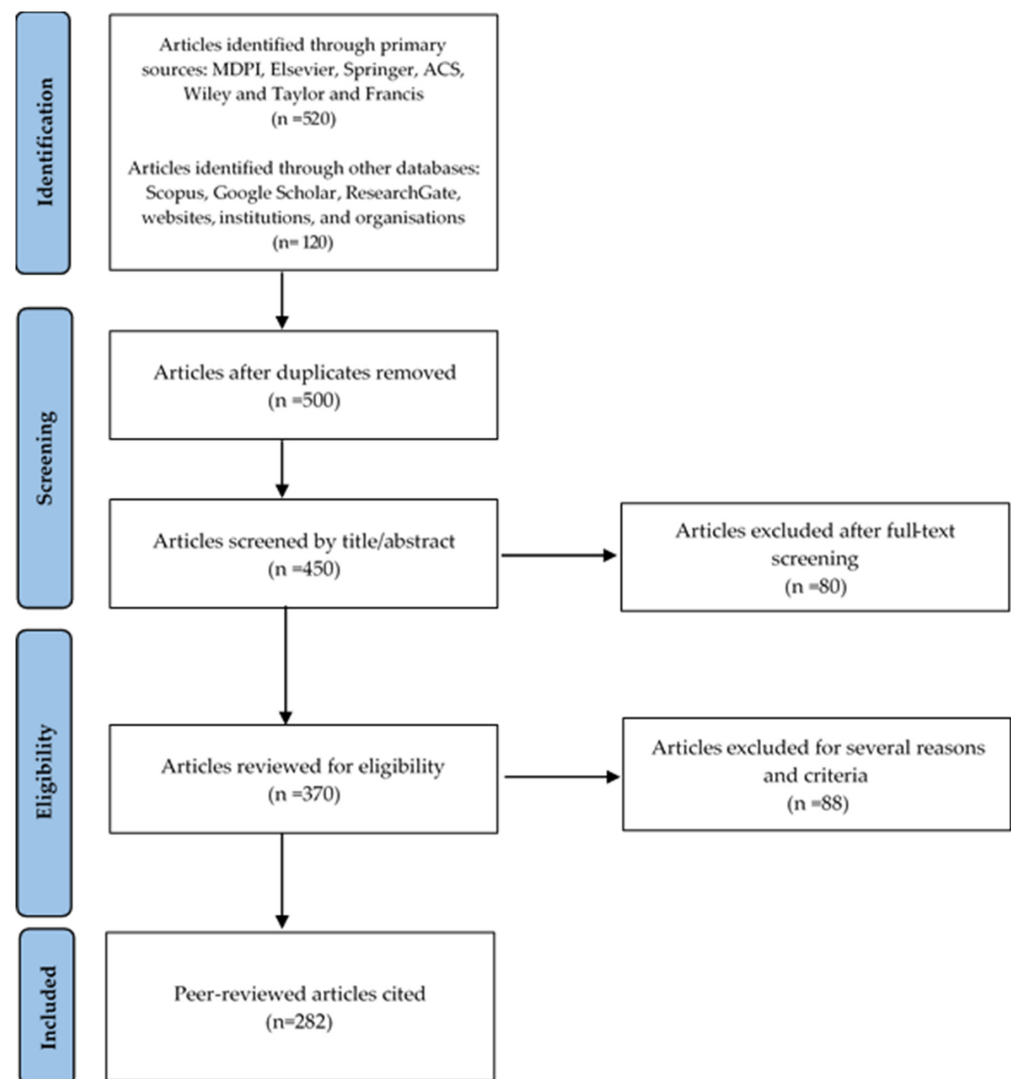 Identification
Articles identified through primary
sources: MDPI, Elsevier, Springer, ACS,
Wiley and Taylor and Francis
(n =520)
Articles identified through other databases:
Scopus, Google Scholar, ResearchGate,
websites, institutions, and organisations
(n= 120)
Screening
Articles after duplicates removed
(n =500)
Articles screened by title/abstract
(n =450)
Articles excluded after full-text
screening
(n =80)
Eligibility
Articles reviewed for eligibility
(n =370)
Articles excluded for several reasons
and criteria
(n =88)
Included
Peer-reviewed articles cited
(n=282)